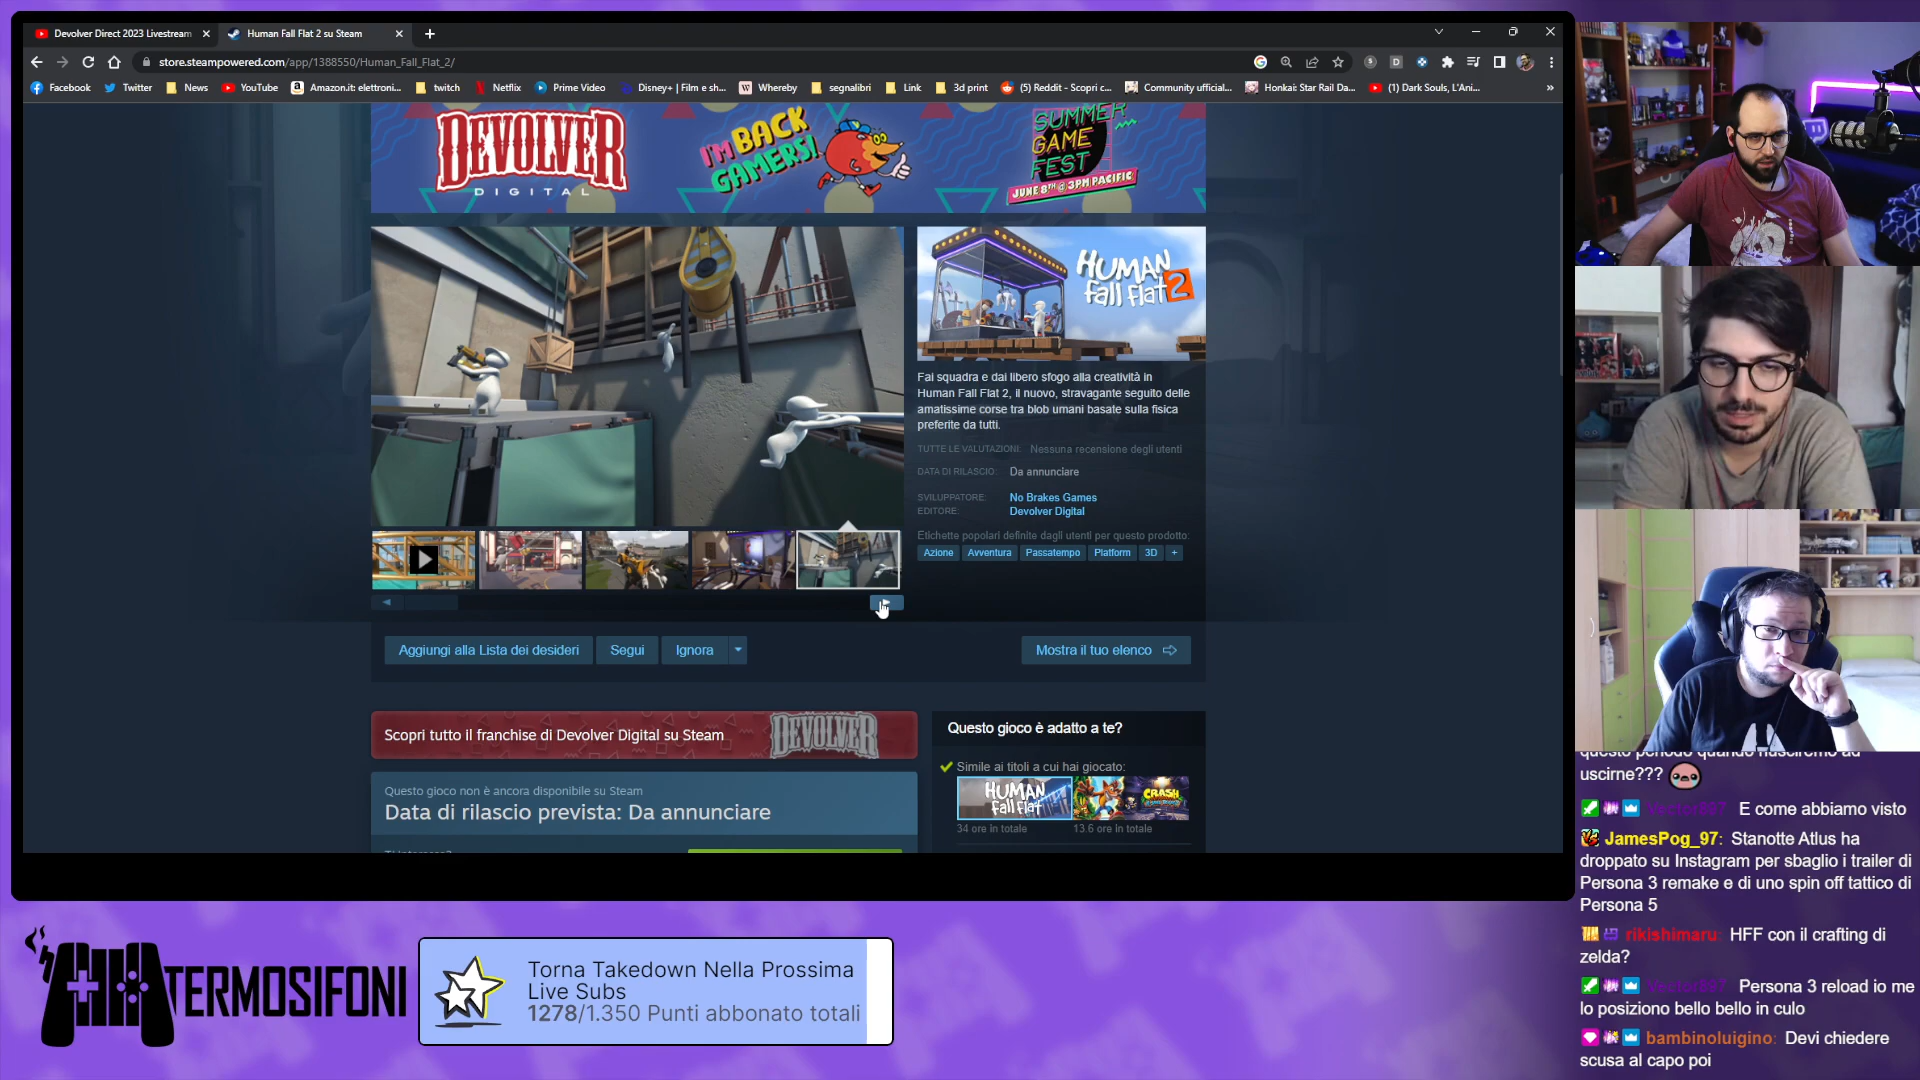 Devolver Direct 2023 Livestream
Human Fall Flat 2 su Steam
store.steampowered.com/app/1388550/Human_Fall_Flat_2/
Facebook
Twitter
News
YouTube
Amazon.it: elettroni...
twitch
Netflix
Prime Video
Disney+ | Film e sh...
Whereby
segnalibri
Link
3d print
(5) Reddit - Scopri c...
Community ufficial...
Honkai: Star Rail Da...
(1) Dark Souls, L'Ani...
»
DEVOLVER
DIGITAL
I'M BACK
GAMERS!
SUMMER
GAME
FEST
JUNE 8TH @ 3PM PACIFIC
HUMAN
fall flat 2
Fai squadra e dai libero sfogo alla creatività in
Human Fall Flat 2, il nuovo, stravagante seguito delle
amatissime corse tra blob umani basate sulla fisica
preferite da tutti.
TUTTE LE VALUTAZIONI: Nessuna recensione degli utenti
DATA DI RILASCIO: Da annunciare
SVILUPPATORE: No Brakes Games
EDITORE: Devolver Digital
Etichette popolari definite dagli utenti per questo prodotto:
Azione Avventura Passatempo Platform 3D +
Aggiungi alla Lista dei desideri
Segui
Ignora
Mostra il tuo elenco
Scopri tutto il franchise di Devolver Digital su Steam
DEVOLVER
Questo gioco non è ancora disponibile su Steam
Data di rilascio prevista: Da annunciare
Questo gioco è adatto a te?
Simile ai titoli a cui hai giocato:
HUMAN
fall flat
CRASH
34 ore in totale
13.6 ore in totale
TERMOSIFONI
Torna Takedown Nella Prossima
Live Subs
1278/1.350 Punti abbonato totali
questo periodo quando riusciremo ad
uscirne???
E come abbiamo visto
JamesPog_97: Stanotte Atlus ha
droppato su Instagram per sbaglio i trailer di
Persona 3 remake e di uno spin off tattico di
Persona 5
rikishimaru: HFF con il crafting di
zelda?
Persona 3 reload io me
lo posiziono bello bello in culo
bambinoluigino: Devi chiedere
scusa al capo poi